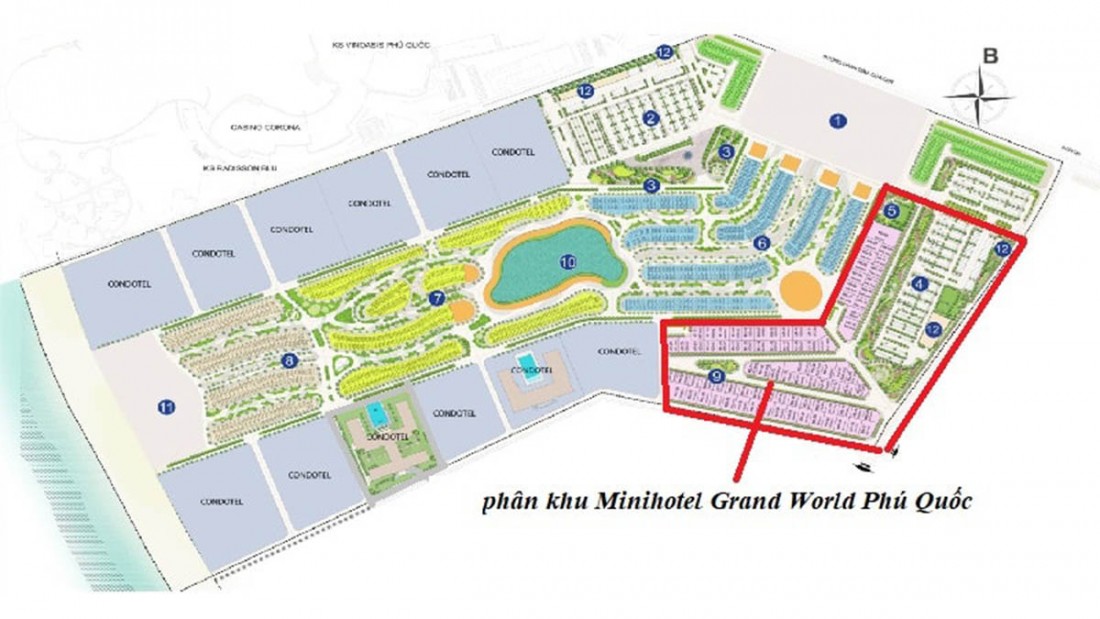 KS VINOASIS PHÚ QUỐC
12
B
12
2
1
CASINO CORONA
3
CONDOTEL
KS RADISSON BLU
CONDOTEL
3
CONDOTEL
5
CONDOTEL
6
12
CONDOTEL
10
4
CONDOTEL
7
12
8
CONDOTEL
CONDOTEL
9
11
CONDOTEL
CONDOTEL
CONDOTEL
CONDOTEL
phân khu Minihotel Grand World Phú Quốc